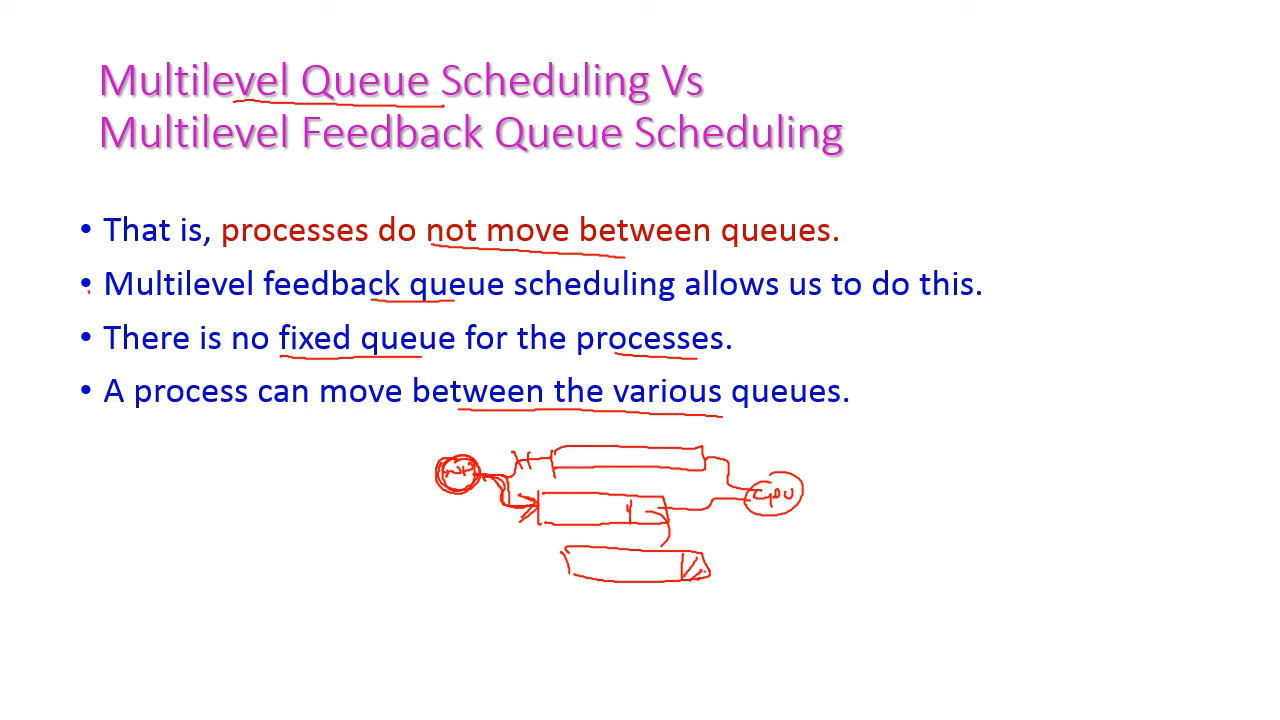 Multilevel Queue Scheduling Vs
Multilevel Feedback Queue Scheduling
• That is, processes do not move between queues.
• Multilevel feedback queue scheduling allows us to do this.
• There is no fixed queue for the processes.
• A process can move between the various queues.
CPU